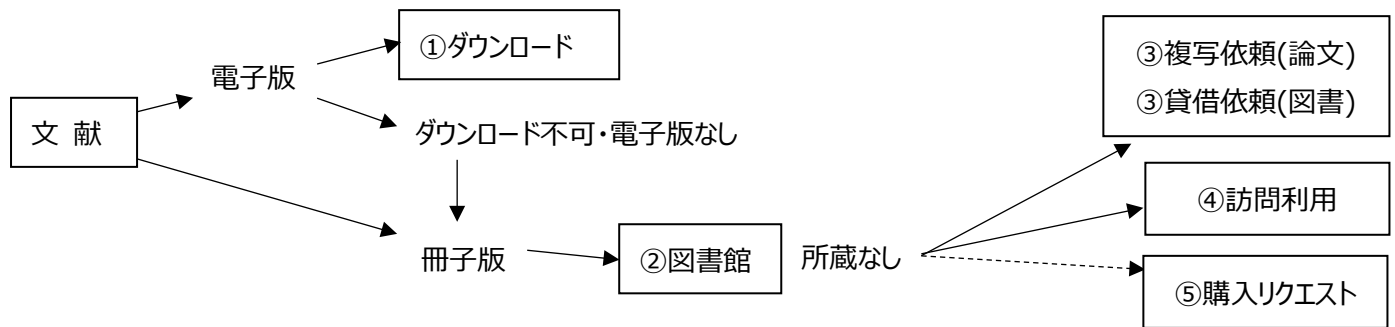 文 献
電子版
①ダウンロード
ダウンロード不可・電子版なし
冊子版
②図書館
所蔵なし
③複写依頼(論文)
③貸借依頼(図書)
④訪問利用
⑤購入リクエスト